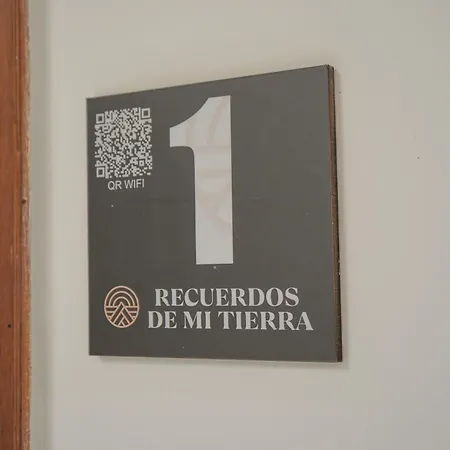 1
QR WIFI
RECUERDOS
DE MI TIERRA